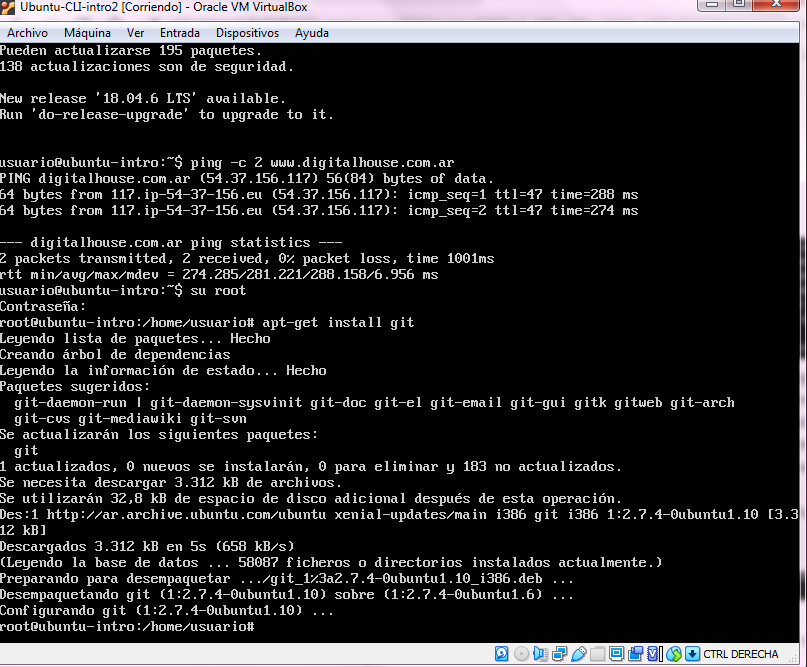 Ubuntu-CLI-intro2 [Corriendo] - Oracle VM VirtualBox
Archivo Máquina Ver Entrada Dispositivos Ayuda
Pueden actualizarse 195 paquetes.
138 actualizaciones son de seguridad.
New release '18.04.6 LTS' available.
Run 'do-release-upgrade' to upgrade to it.
usuario@ubuntu-intro:~$ ping -c 2 www.digitalhouse.com.ar
PING digitalhouse.com.ar (54.37.156.117) 56(84) bytes of data.
64 bytes from 117.ip-54-37-156.eu (54.37.156.117): icmp_seq=1 ttl=47 time=288 ms
64 bytes from 117.ip-54-37-156.eu (54.37.156.117): icmp_seq=2 ttl=47 time=274 ms
--- digitalhouse.com.ar ping statistics ---
2 packets transmitted, 2 received, 0% packet loss, time 1001ms
rtt min/avg/max/mdev = 274.285/281.221/288.158/6.956 ms
usuario@ubuntu-intro:~$ su root
Contraseña:
root@ubuntu-intro:/home/usuario# apt-get install git
Leyendo lista de paquetes... Hecho
Creando árbol de dependencias
Leyendo la información de estado... Hecho
Paquetes sugeridos:
git-daemon-run | git-daemon-sysvinit git-doc git-el git-email git-gui gitk gitweb git-arch
git-cvs git-mediawiki git-svn
Se actualizarán los siguientes paquetes:
git
1 actualizados, 0 nuevos se instalarán, 0 para eliminar y 183 no actualizados.
Se necesita descargar 3.312 kB de archivos.
Se utilizarán 32,8 kB de espacio de disco adicional después de esta operación.
Des:1 http://ar.archive.ubuntu.com/ubuntu xenial-updates/main i386 git i386 1:2.7.4-0ubuntu1.10 [3.3
12 kB]
Descargados 3.312 kB en 5s (658 kB/s)
(Leyendo la base de datos ... 58087 ficheros o directorios instalados actualmente.)
Preparando para desempaquetar .../git_1%3a2.7.4-0ubuntu1.10_i386.deb ...
Desempaquetando git (1:2.7.4-0ubuntu1.10) sobre (1:2.7.4-0ubuntu1.6) ...
Configurando git (1:2.7.4-0ubuntu1.10) ...
root@ubuntu-intro:/home/usuario#
CTRL DERECHA